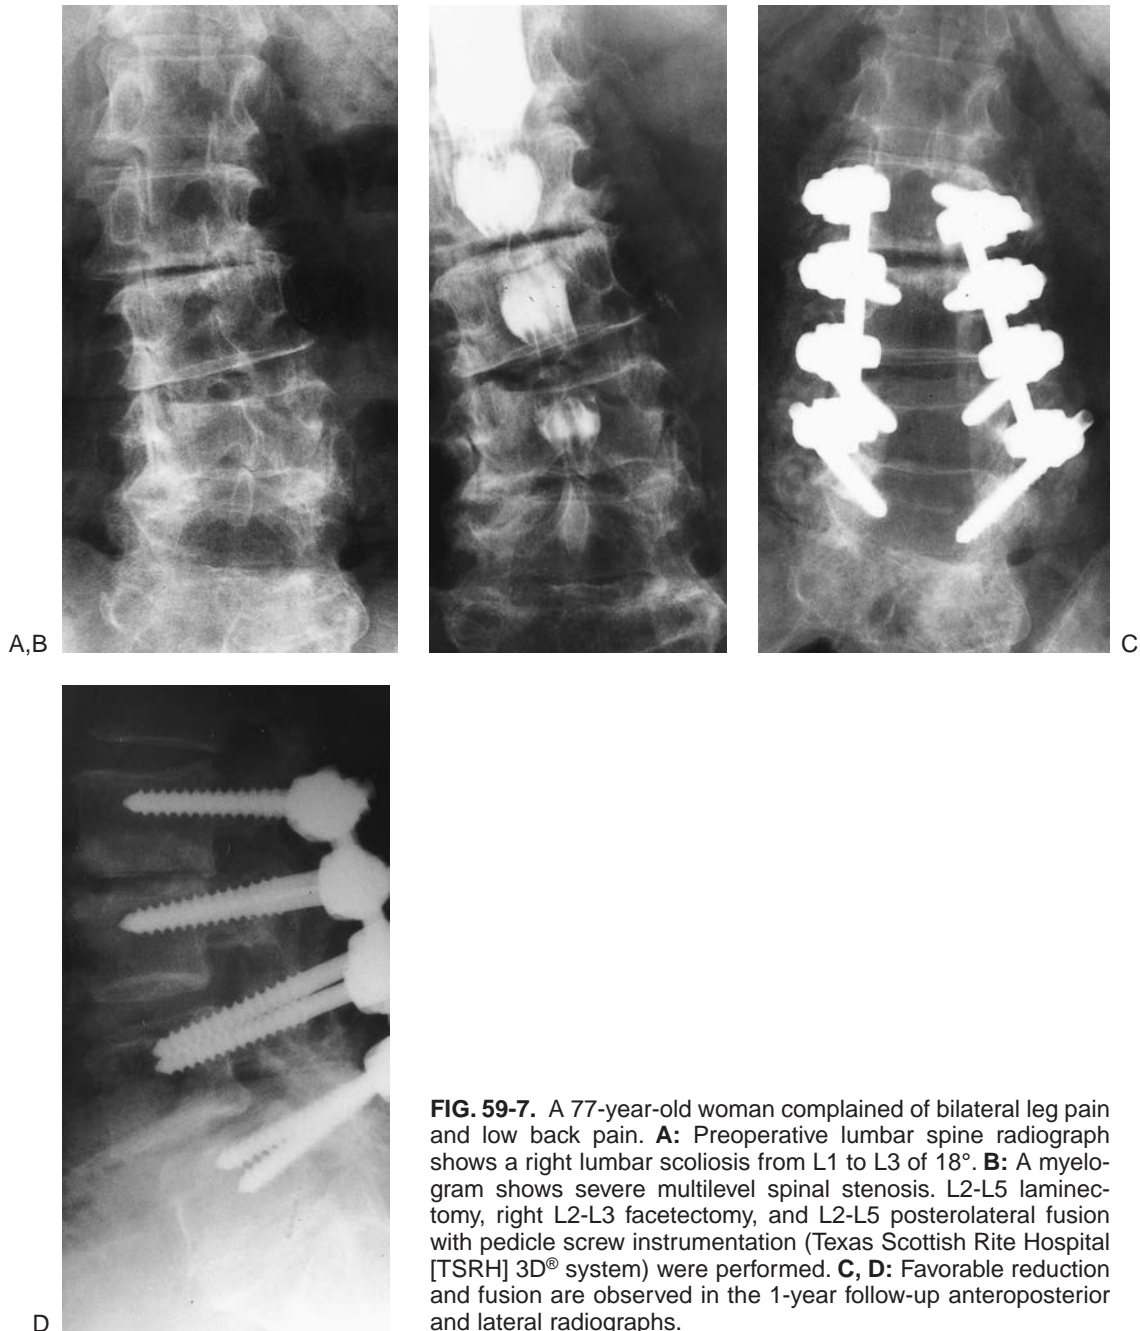 A,B
C
D
FIG. 59-7. A 77-year-old woman complained of bilateral leg pain
and low back pain. A: Preoperative lumbar spine radiograph
shows a right lumbar scoliosis from L1 to L3 of 18°. B: A myelo-
gram shows severe multilevel spinal stenosis. L2-L5 laminec-
tomy, right L2-L3 facetectomy, and L2-L5 posterolateral fusion
with pedicle screw instrumentation (Texas Scottish Rite Hospital
[TSRH] 3D® system) were performed. C, D: Favorable reduction
and fusion are observed in the 1-year follow-up anteroposterior
and lateral radiographs.